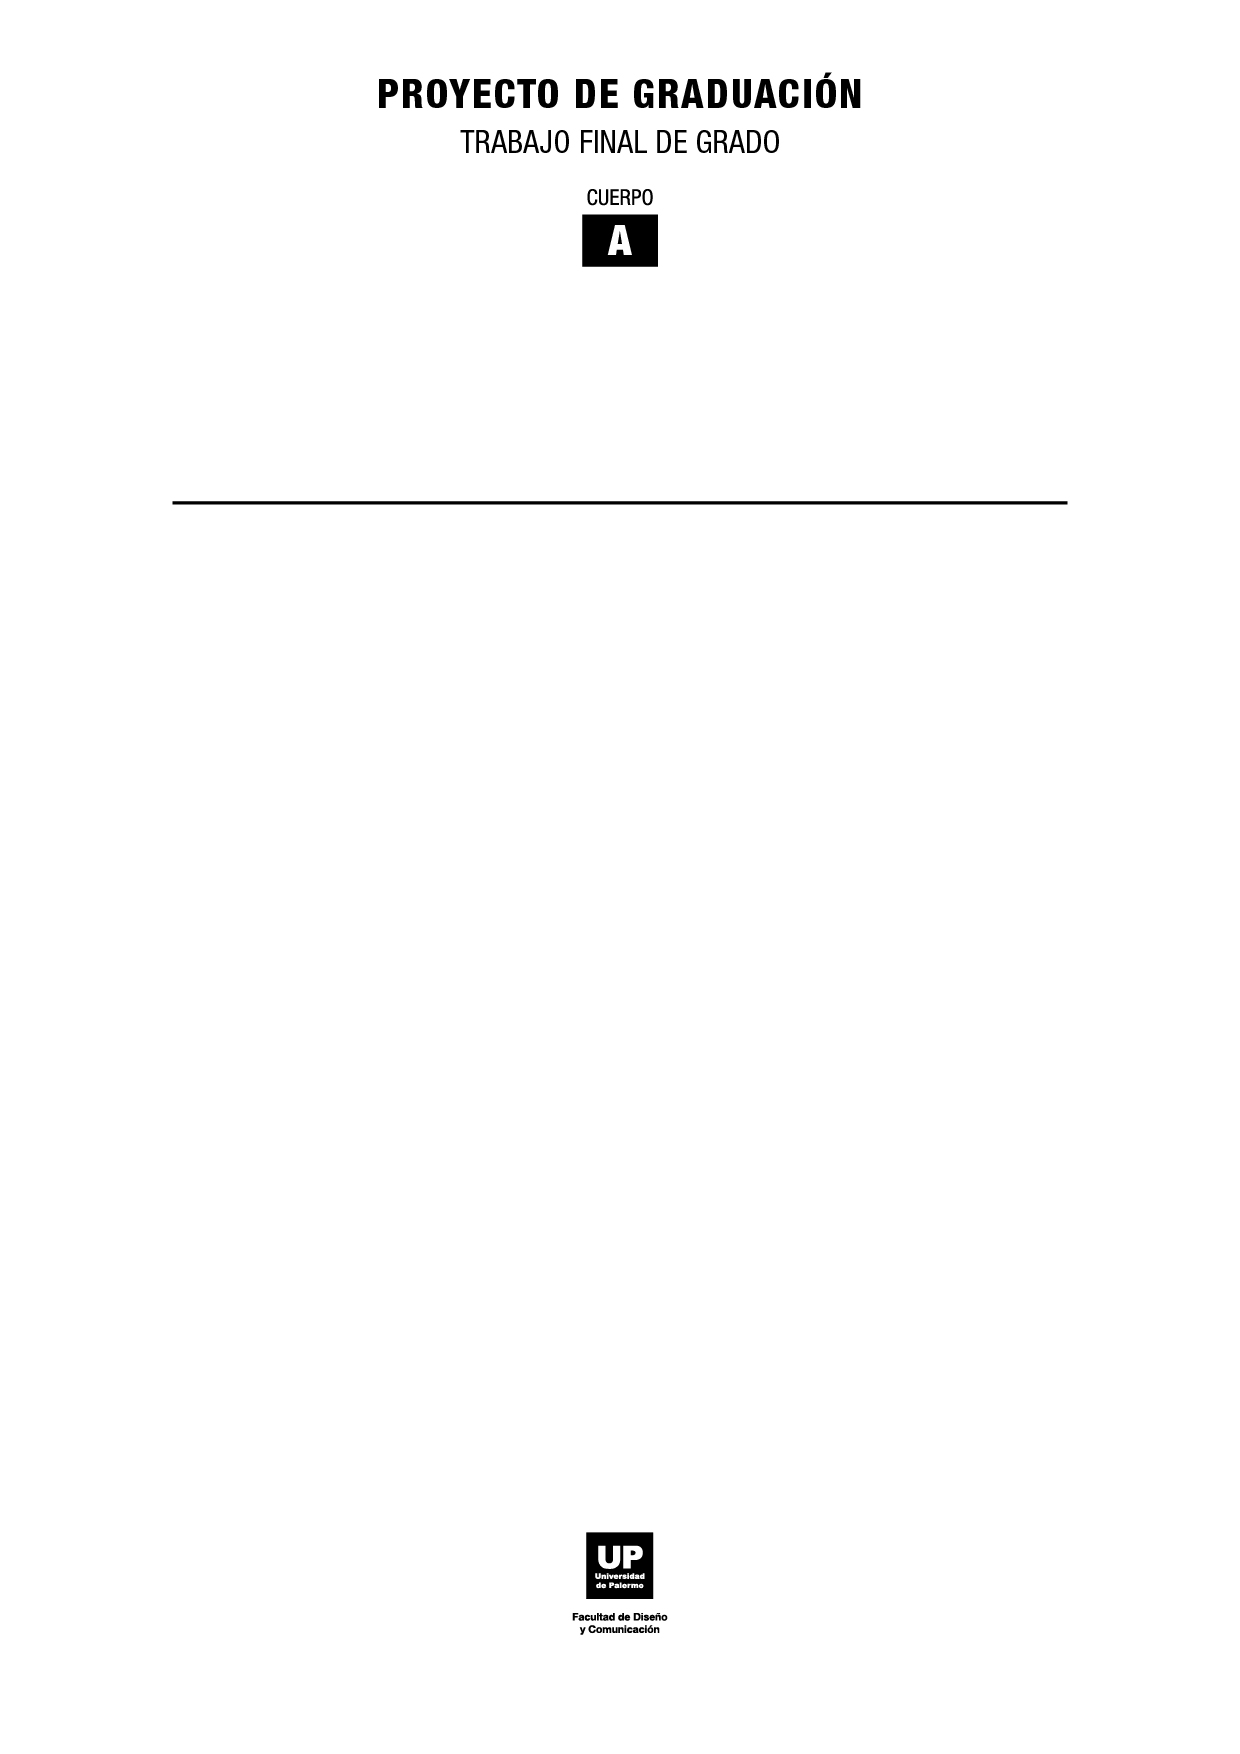 PROYECTO DE GRADUACIÓN
TRABAJO FINAL DE GRADO
CUERPO
A
UP
Universidad
de Palermo
Facultad de Diseño
y Comunicación